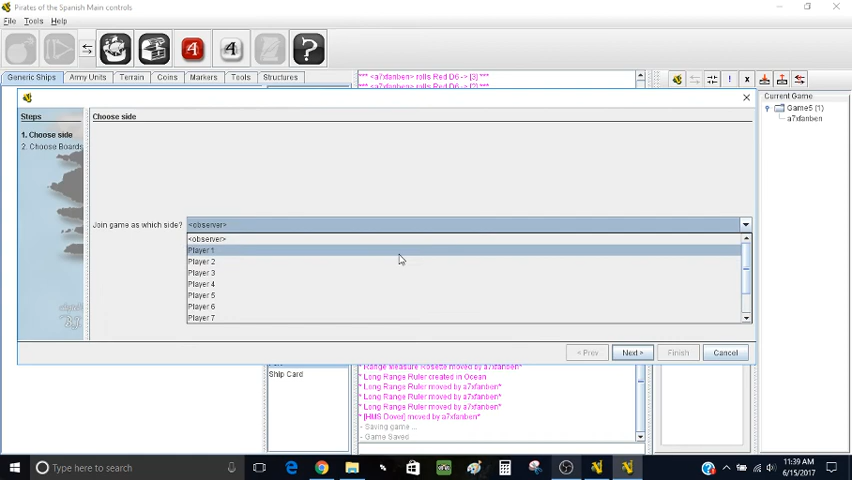 Pirates of the Spanish Main controls
File Tools Help
4 4 ?
Generic Ships Army Units Terrain Coins Markers Tools Structures
*** <a7xfanben> rolls Red D6 -> [3] ***
! x
Current Game
Game5 (1)
a7xfanben
Steps
1. Choose side
2. Choose Boards
Choose side
Join game as which side?
<observer>
<observer>
Player 1
Player 2
Player 3
Player 4
Player 5
Player 6
Player 7
< Prev Next > Finish Cancel
Ship Card
* Range Measure Rosette moved by a7xfanben*
* Long Range Ruler created in Ocean
* Long Range Ruler moved by a7xfanben*
* Long Range Ruler moved by a7xfanben*
* Long Range Ruler moved by a7xfanben*
* [HMS Dover] moved by a7xfanben*
- Saving game ...
- Game Saved
Type here to search
11:39 AM
6/15/2017